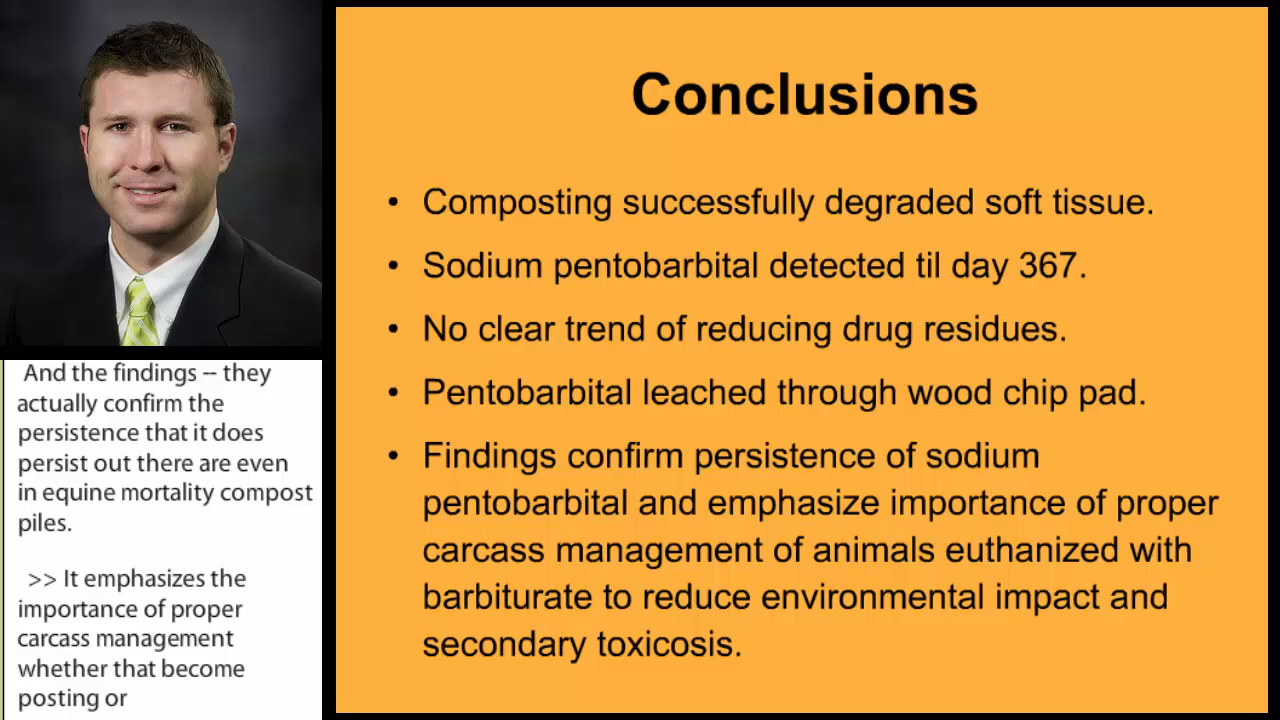 Conclusions
• Composting successfully degraded soft tissue.
• Sodium pentobarbital detected til day 367.
• No clear trend of reducing drug residues.
• Pentobarbital leached through wood chip pad.
• Findings confirm persistence of sodium
pentobarbital and emphasize importance of proper
carcass management of animals euthanized with
barbiturate to reduce environmental impact and
secondary toxicosis.
And the findings -- they
actually confirm the
persistence that it does
persist out there are even
in equine mortality compost
piles.
>> It emphasizes the
importance of proper
carcass management
whether that become
posting or